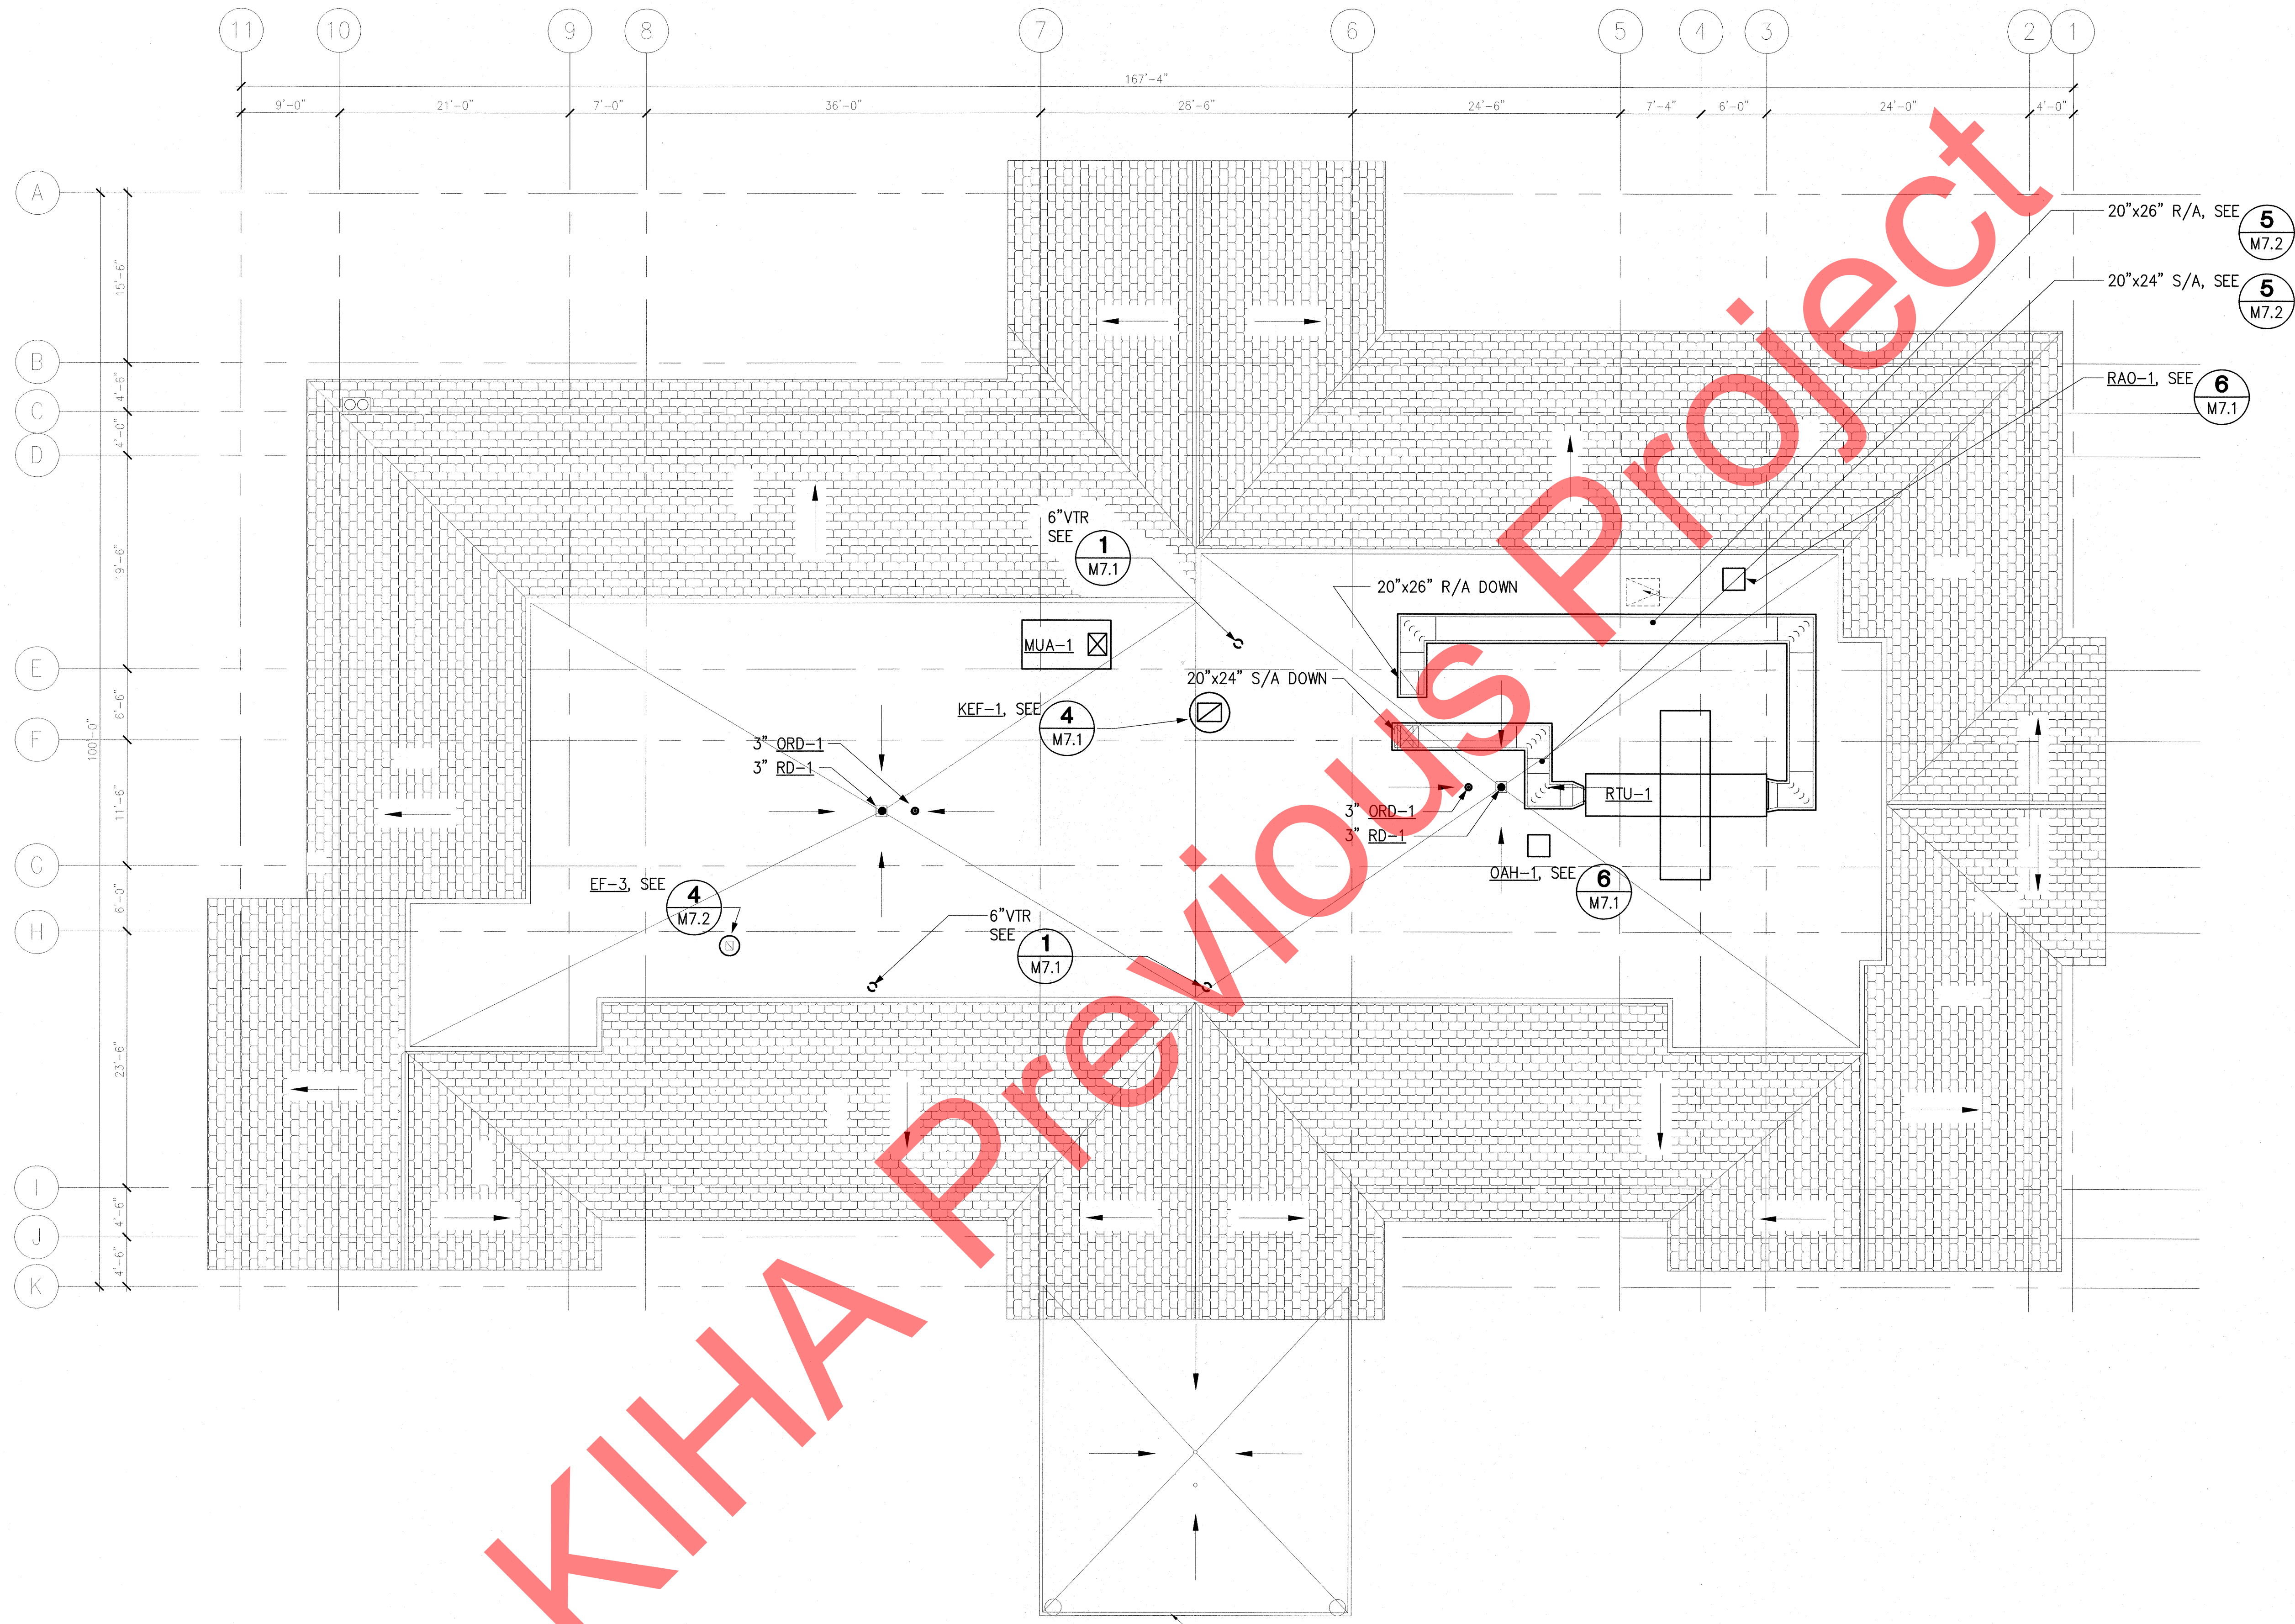 11 10 9 8 7 6 5 4 3 2 1
167'-4"
9'-0" 21'-0" 7'-0" 36'-0" 28'-6" 24'-6" 7'-4" 6'-0" 24'-0" 4'-0"
A
15'-6"
B
4'-6"
C
4'-0"
D
19'-6"
E
6'-6"
F
100'-0"
11'-6"
G
6'-0"
H
23'-6"
I
4'-6"
J
4'-6"
K
20"x26" R/A, SEE
5
M7.2
20"x24" S/A, SEE
5
M7.2
RAO-1, SEE
6
M7.1
6"VTR
SEE
1
M7.1
20"x26" R/A DOWN
MUA-1
20"x24" S/A DOWN
KEF-1, SEE
4
M7.1
3" ORD-1
3" RD-1
RTU-1
3" ORD-1
3" RD-1
OAH-1, SEE
6
M7.1
EF-3, SEE
4
M7.2
6"VTR
SEE
1
M7.1
KIHA Previous Project